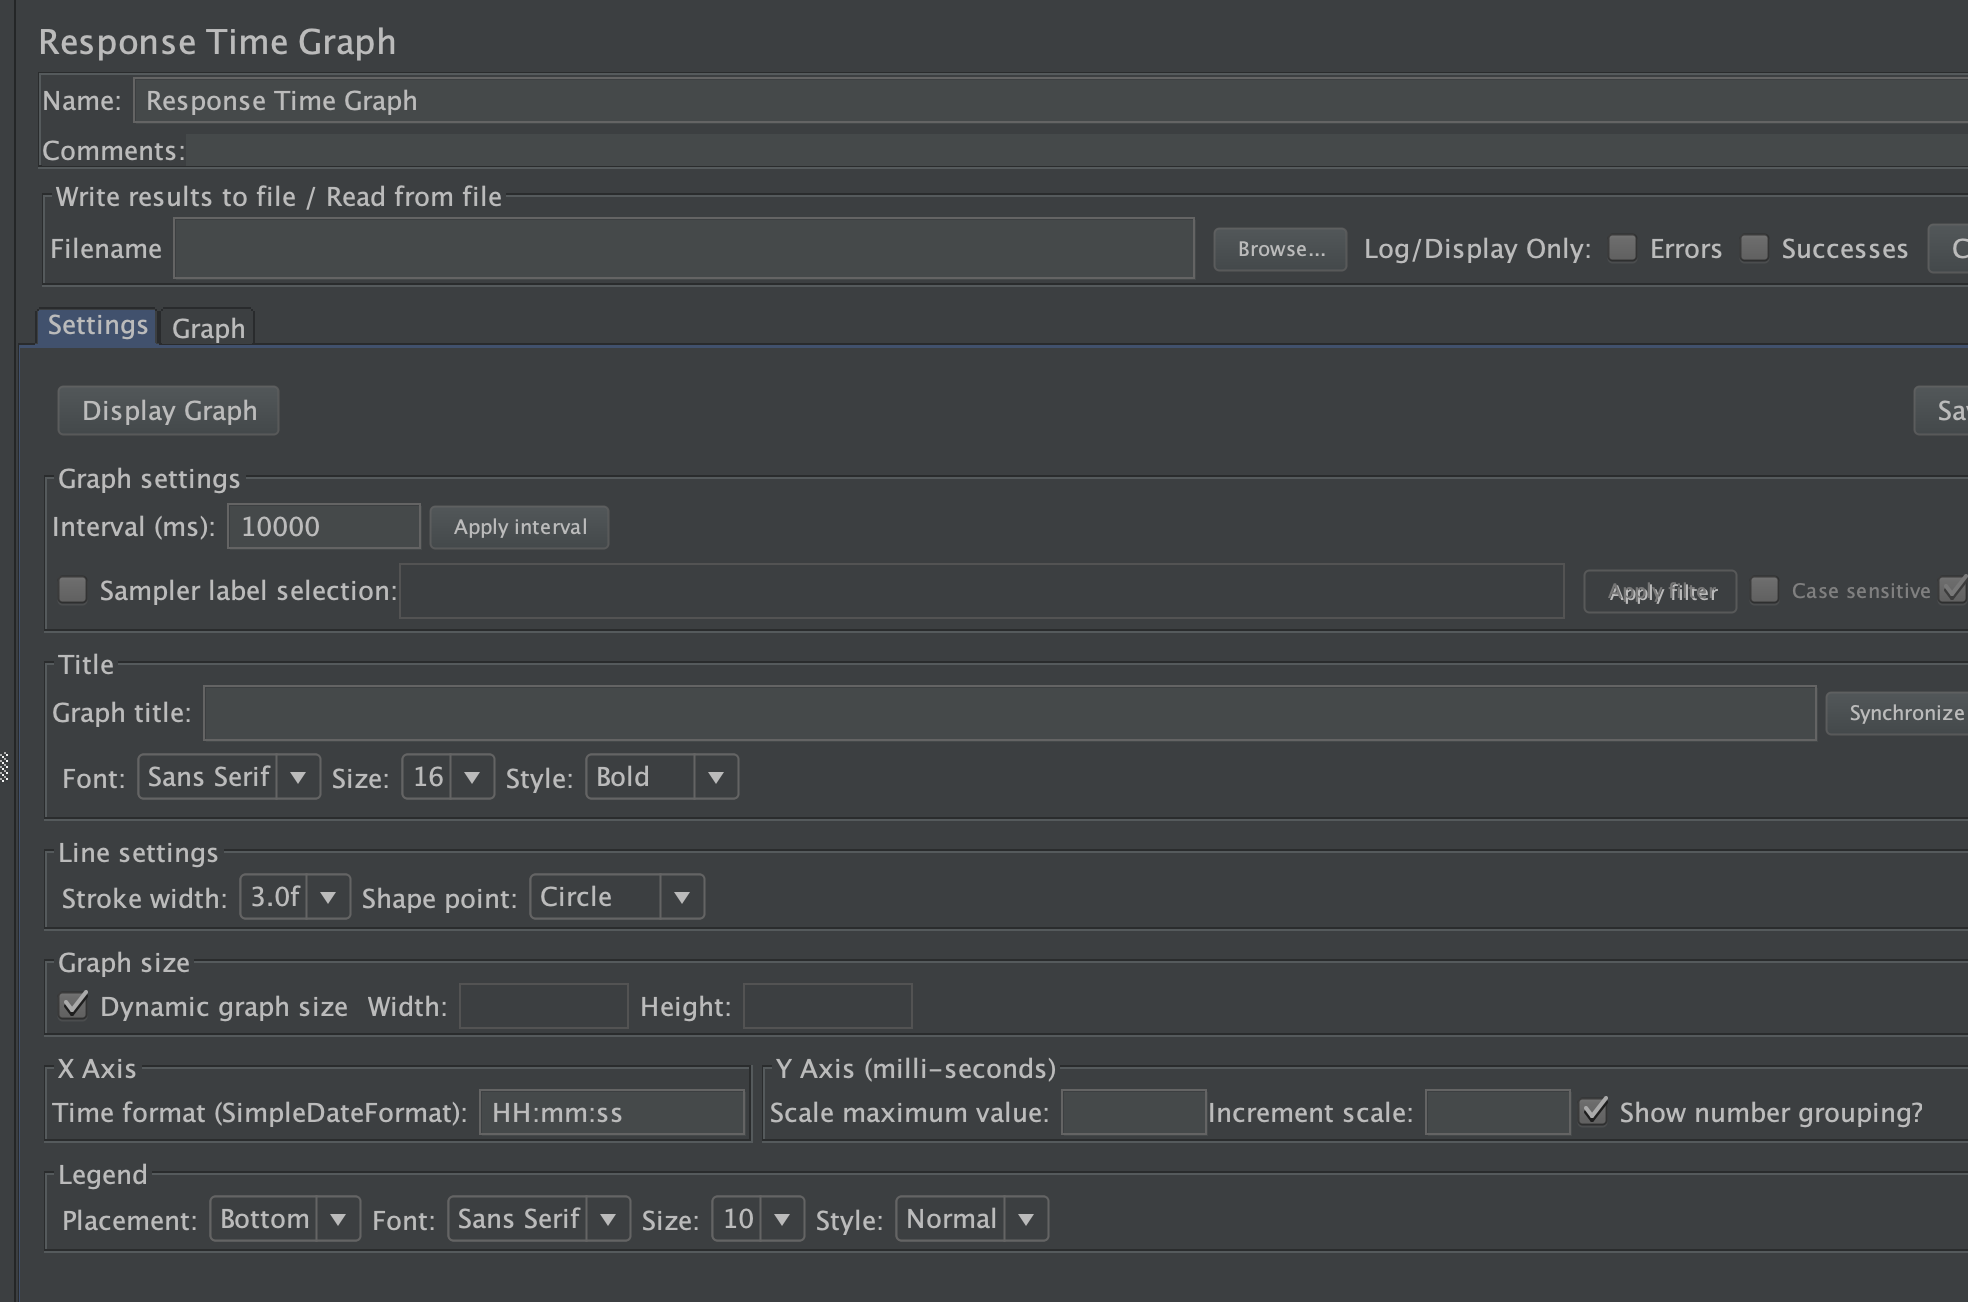 Response Time Graph
Name: Response Time Graph
Comments:
Write results to file / Read from file
Filename Browse... Log/Display Only: Errors Successes C
Settings Graph
Display Graph Sav
Graph settings
Interval (ms): 10000 Apply interval
Sampler label selection: Apply filter Case sensitive
Title
Graph title: Synchronize
Font: Sans Serif Size: 16 Style: Bold
Line settings
Stroke width: 3.0f Shape point: Circle
Graph size
Dynamic graph size Width: Height:
X Axis Y Axis (milli-seconds)
Time format (SimpleDateFormat): HH:mm:ss Scale maximum value: Increment scale: Show number grouping?
Legend
Placement: Bottom Font: Sans Serif Size: 10 Style: Normal